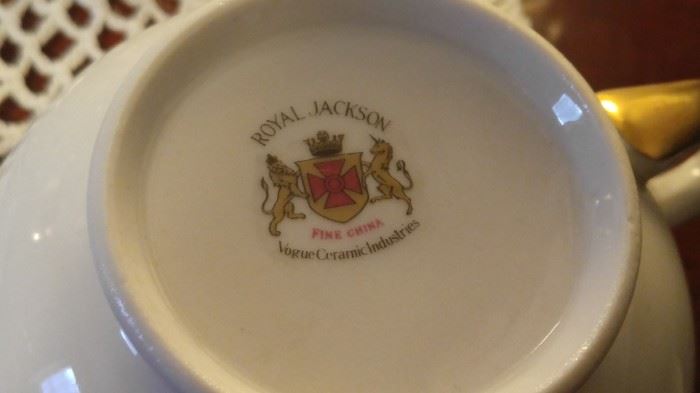 ROYAL JACKSON
FINE CHINA
Vogue Ceramic Industries